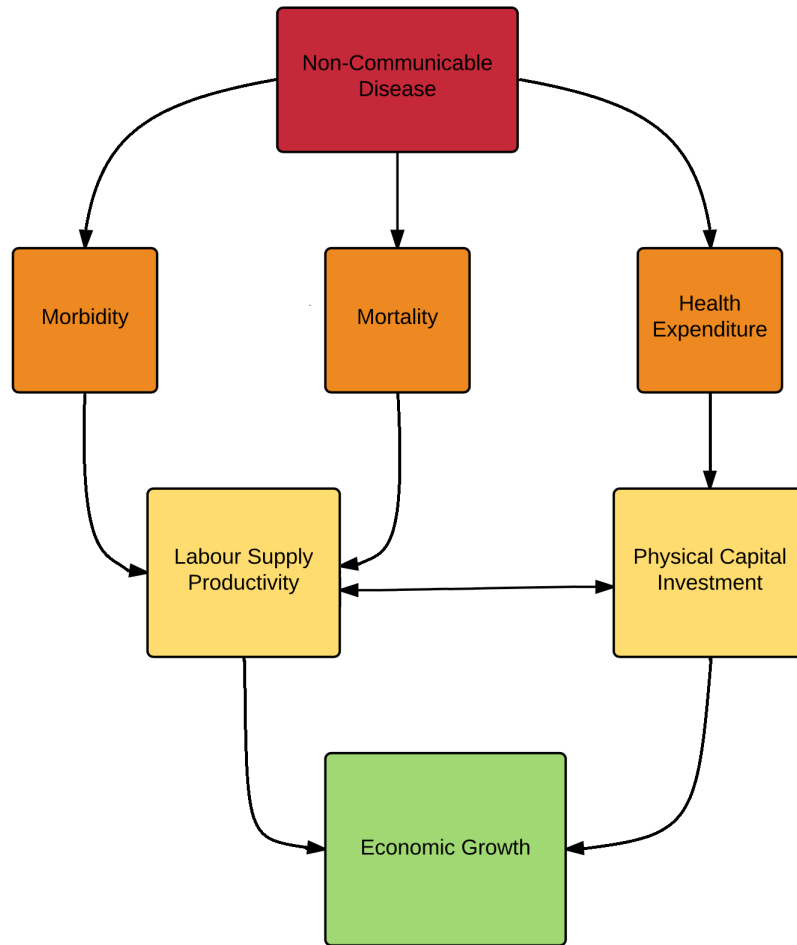 Non-Communicable
Disease
Morbidity
Mortality
Health
Expenditure
Labour Supply
Productivity
Physical Capital
Investment
Economic Growth